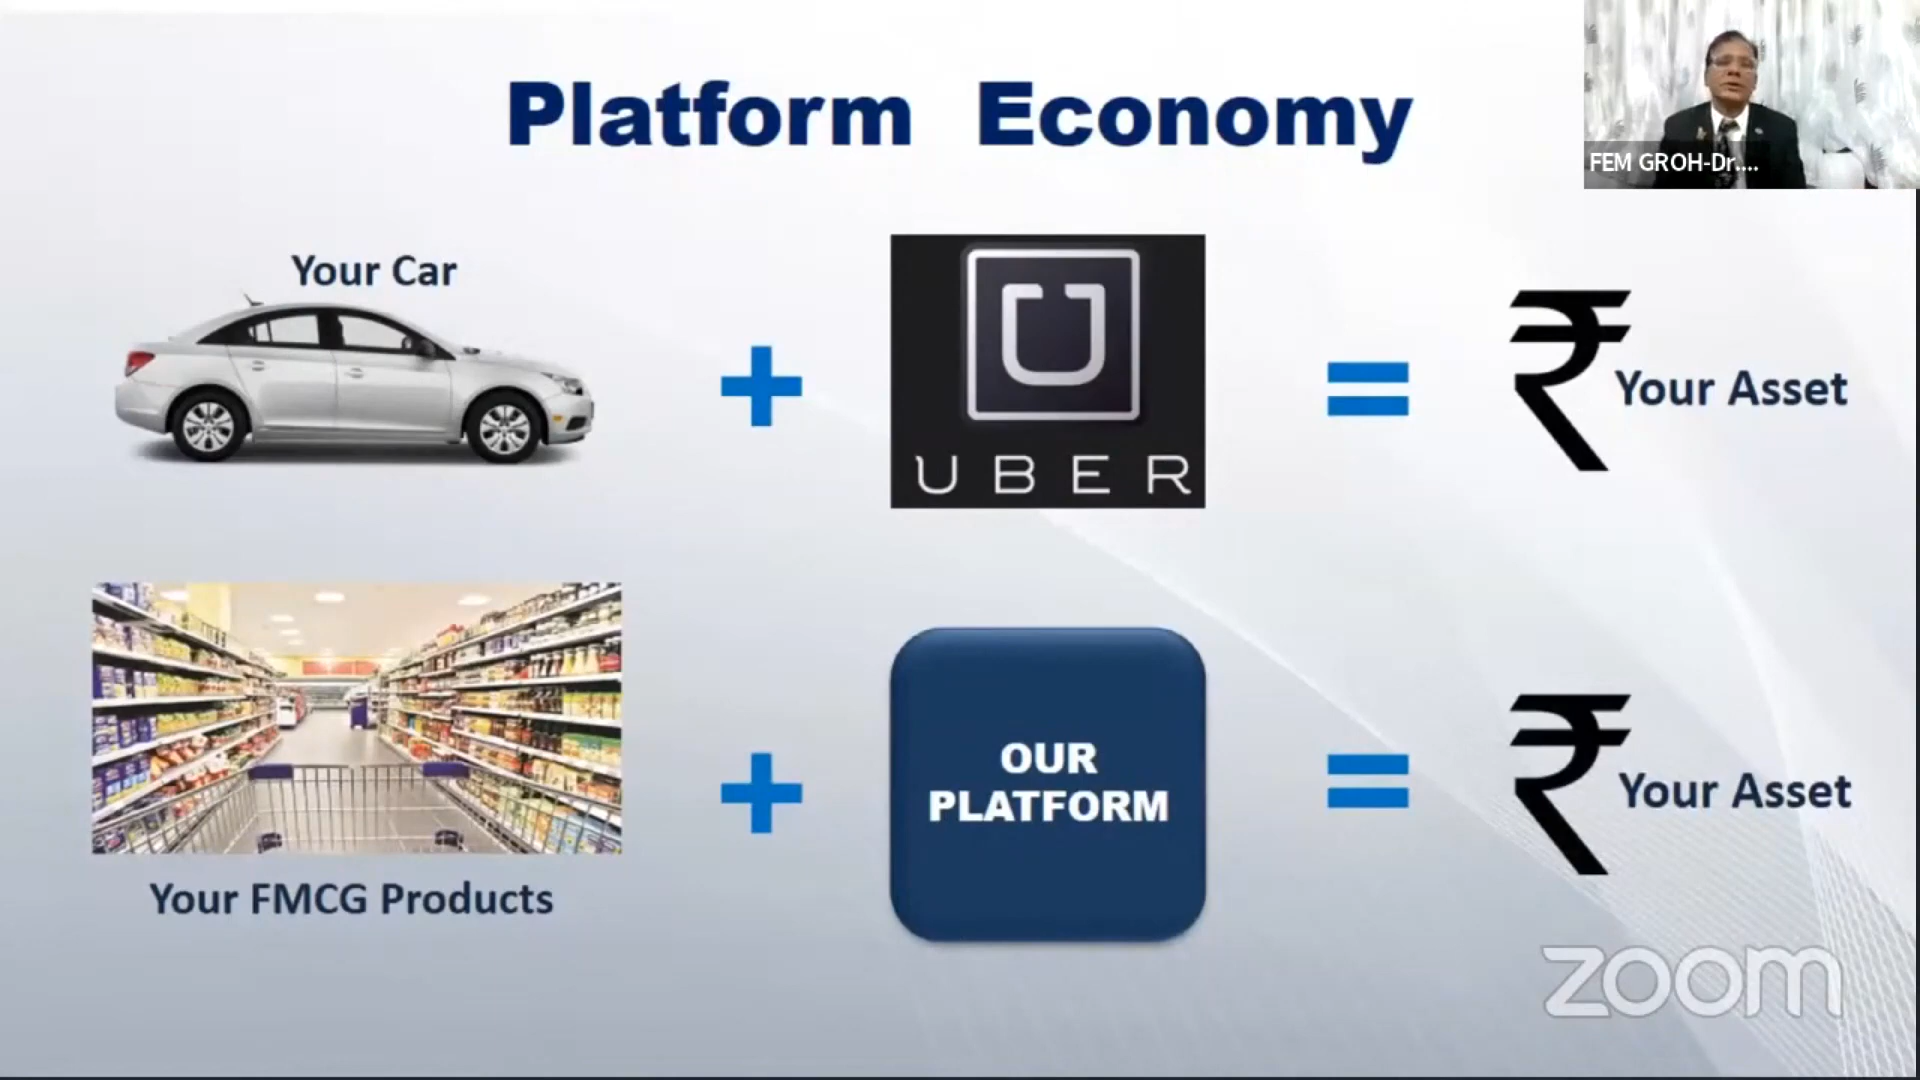 Platform Economy
FEM GROH-Dr....
Your Car
U
UBER
₹ Your Asset
OUR
PLATFORM
₹ Your Asset
Your FMCG Products
zoom